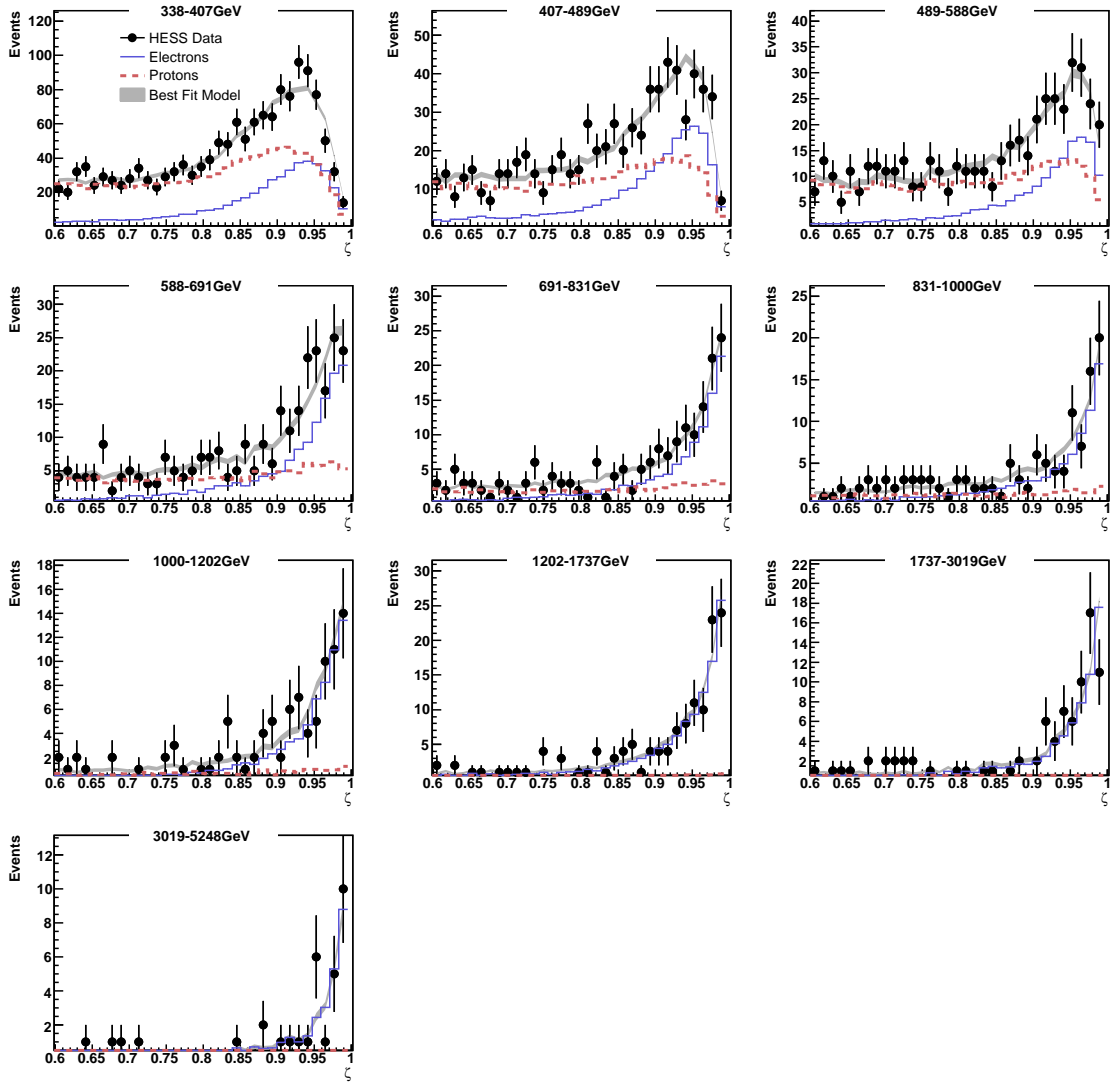 338-407GeV
Events
120
100
80
60
40
20
HESS Data
Electrons
Protons
Best Fit Model
0.6 0.65 0.7 0.75 0.8 0.85 0.9 0.95 1
ζ
407-489GeV
Events
50
40
30
20
10
0.6 0.65 0.7 0.75 0.8 0.85 0.9 0.95 1
ζ
489-588GeV
Events
40
35
30
25
20
15
10
5
0.6 0.65 0.7 0.75 0.8 0.85 0.9 0.95 1
ζ
588-691GeV
Events
30
25
20
15
10
5
0.6 0.65 0.7 0.75 0.8 0.85 0.9 0.95 1
ζ
691-831GeV
Events
30
25
20
15
10
5
0.6 0.65 0.7 0.75 0.8 0.85 0.9 0.95 1
ζ
831-1000GeV
Events
25
20
15
10
5
0.6 0.65 0.7 0.75 0.8 0.85 0.9 0.95 1
ζ
1000-1202GeV
Events
18
16
14
12
10
8
6
4
2
0.6 0.65 0.7 0.75 0.8 0.85 0.9 0.95 1
ζ
1202-1737GeV
Events
30
25
20
15
10
5
0.6 0.65 0.7 0.75 0.8 0.85 0.9 0.95 1
ζ
1737-3019GeV
Events
22
20
18
16
14
12
10
8
6
4
2
0.6 0.65 0.7 0.75 0.8 0.85 0.9 0.95 1
ζ
3019-5248GeV
Events
12
10
8
6
4
2
0.6 0.65 0.7 0.75 0.8 0.85 0.9 0.95 1
ζ